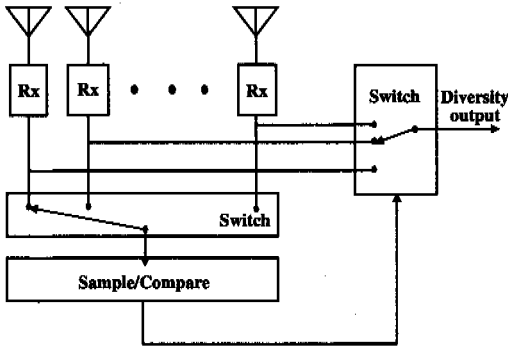 Rx Rx Rx
Switch
Diversity
output
Switch
Sample/Compare